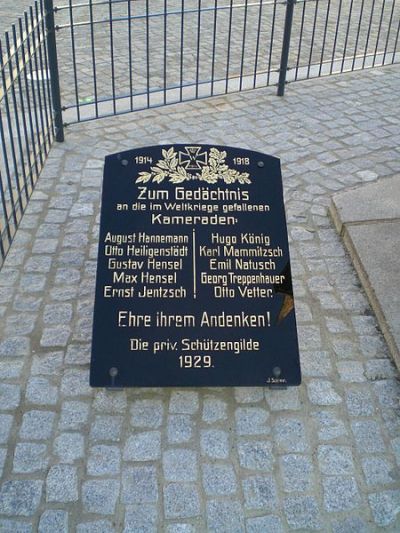 1914 1918
W
Zum Gedächtnis
an die im Weltkriege gefallenen
Kameraden:
August Hannemann Hugo König
Otto Heiligenstädt Karl Mammitzsch
Gustav Hensel Emil Natusch
Max Hensel Georg Treppenhauer
Ernst Jentzsch Otto Vetter.
Ehre ihrem Andenken!
Die priv. Schützengilde
1929.